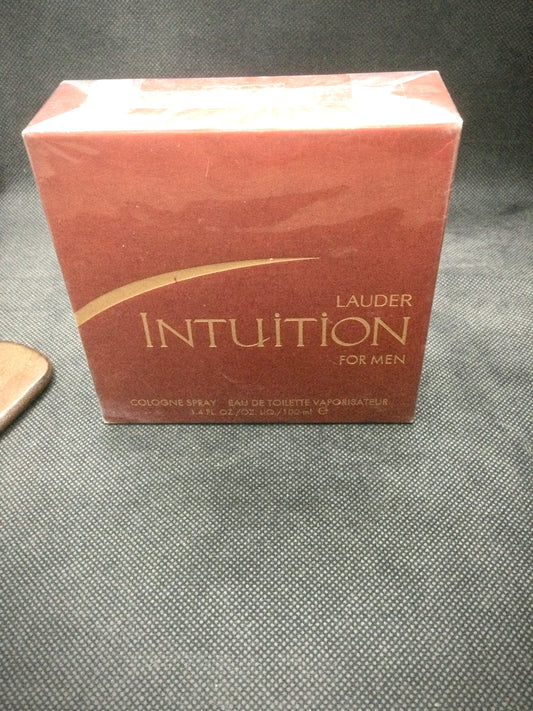 LAUDER
INTUiTiON
FOR MEN
COLOGNE SPRAY EAU DE TOILETTE VAPORISATEUR
3.4 FL.OZ./OZ. LIQ./100 ml ℮